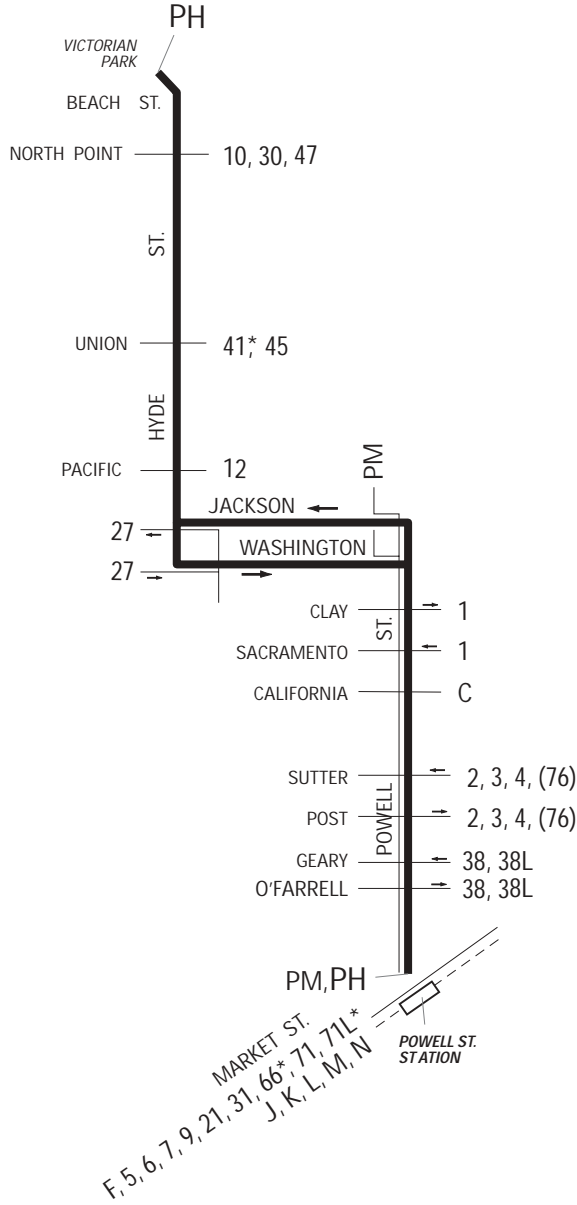 PH
VICTORIAN
PARK
BEACH ST.
NORTH POINT 10, 30, 47
ST.
UNION 41,* 45
HYDE
PACIFIC 12
PM
JACKSON
27
WASHINGTON
27
CLAY 1
ST.
SACRAMENTO 1
CALIFORNIA C
SUTTER 2, 3, 4, (76)
POWELL
POST 2, 3, 4, (76)
GEARY 38, 38L
O'FARRELL 38, 38L
PM, PH
MARKET ST.
POWELL ST.
STATION
F, 5, 6, 7, 9, 21, 31, 66*, 71, 71L*
J, K, L, M, N